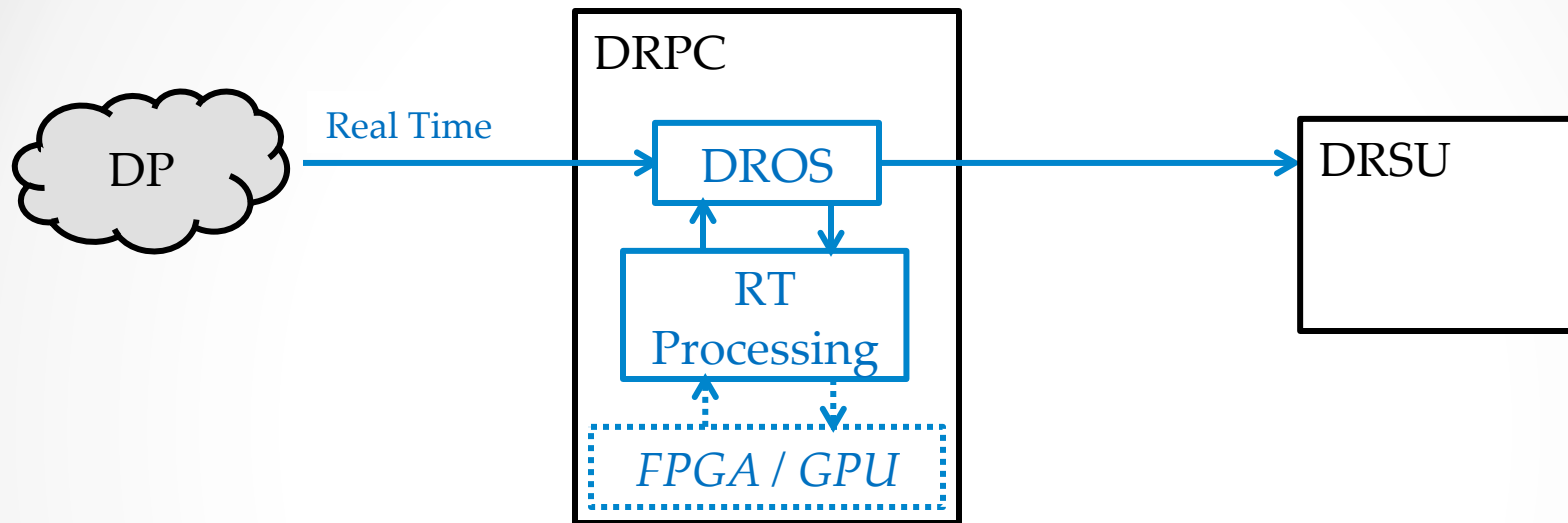 DRPC
Real Time
DP
DROS
DRSU
RT
Processing
FPGA / GPU